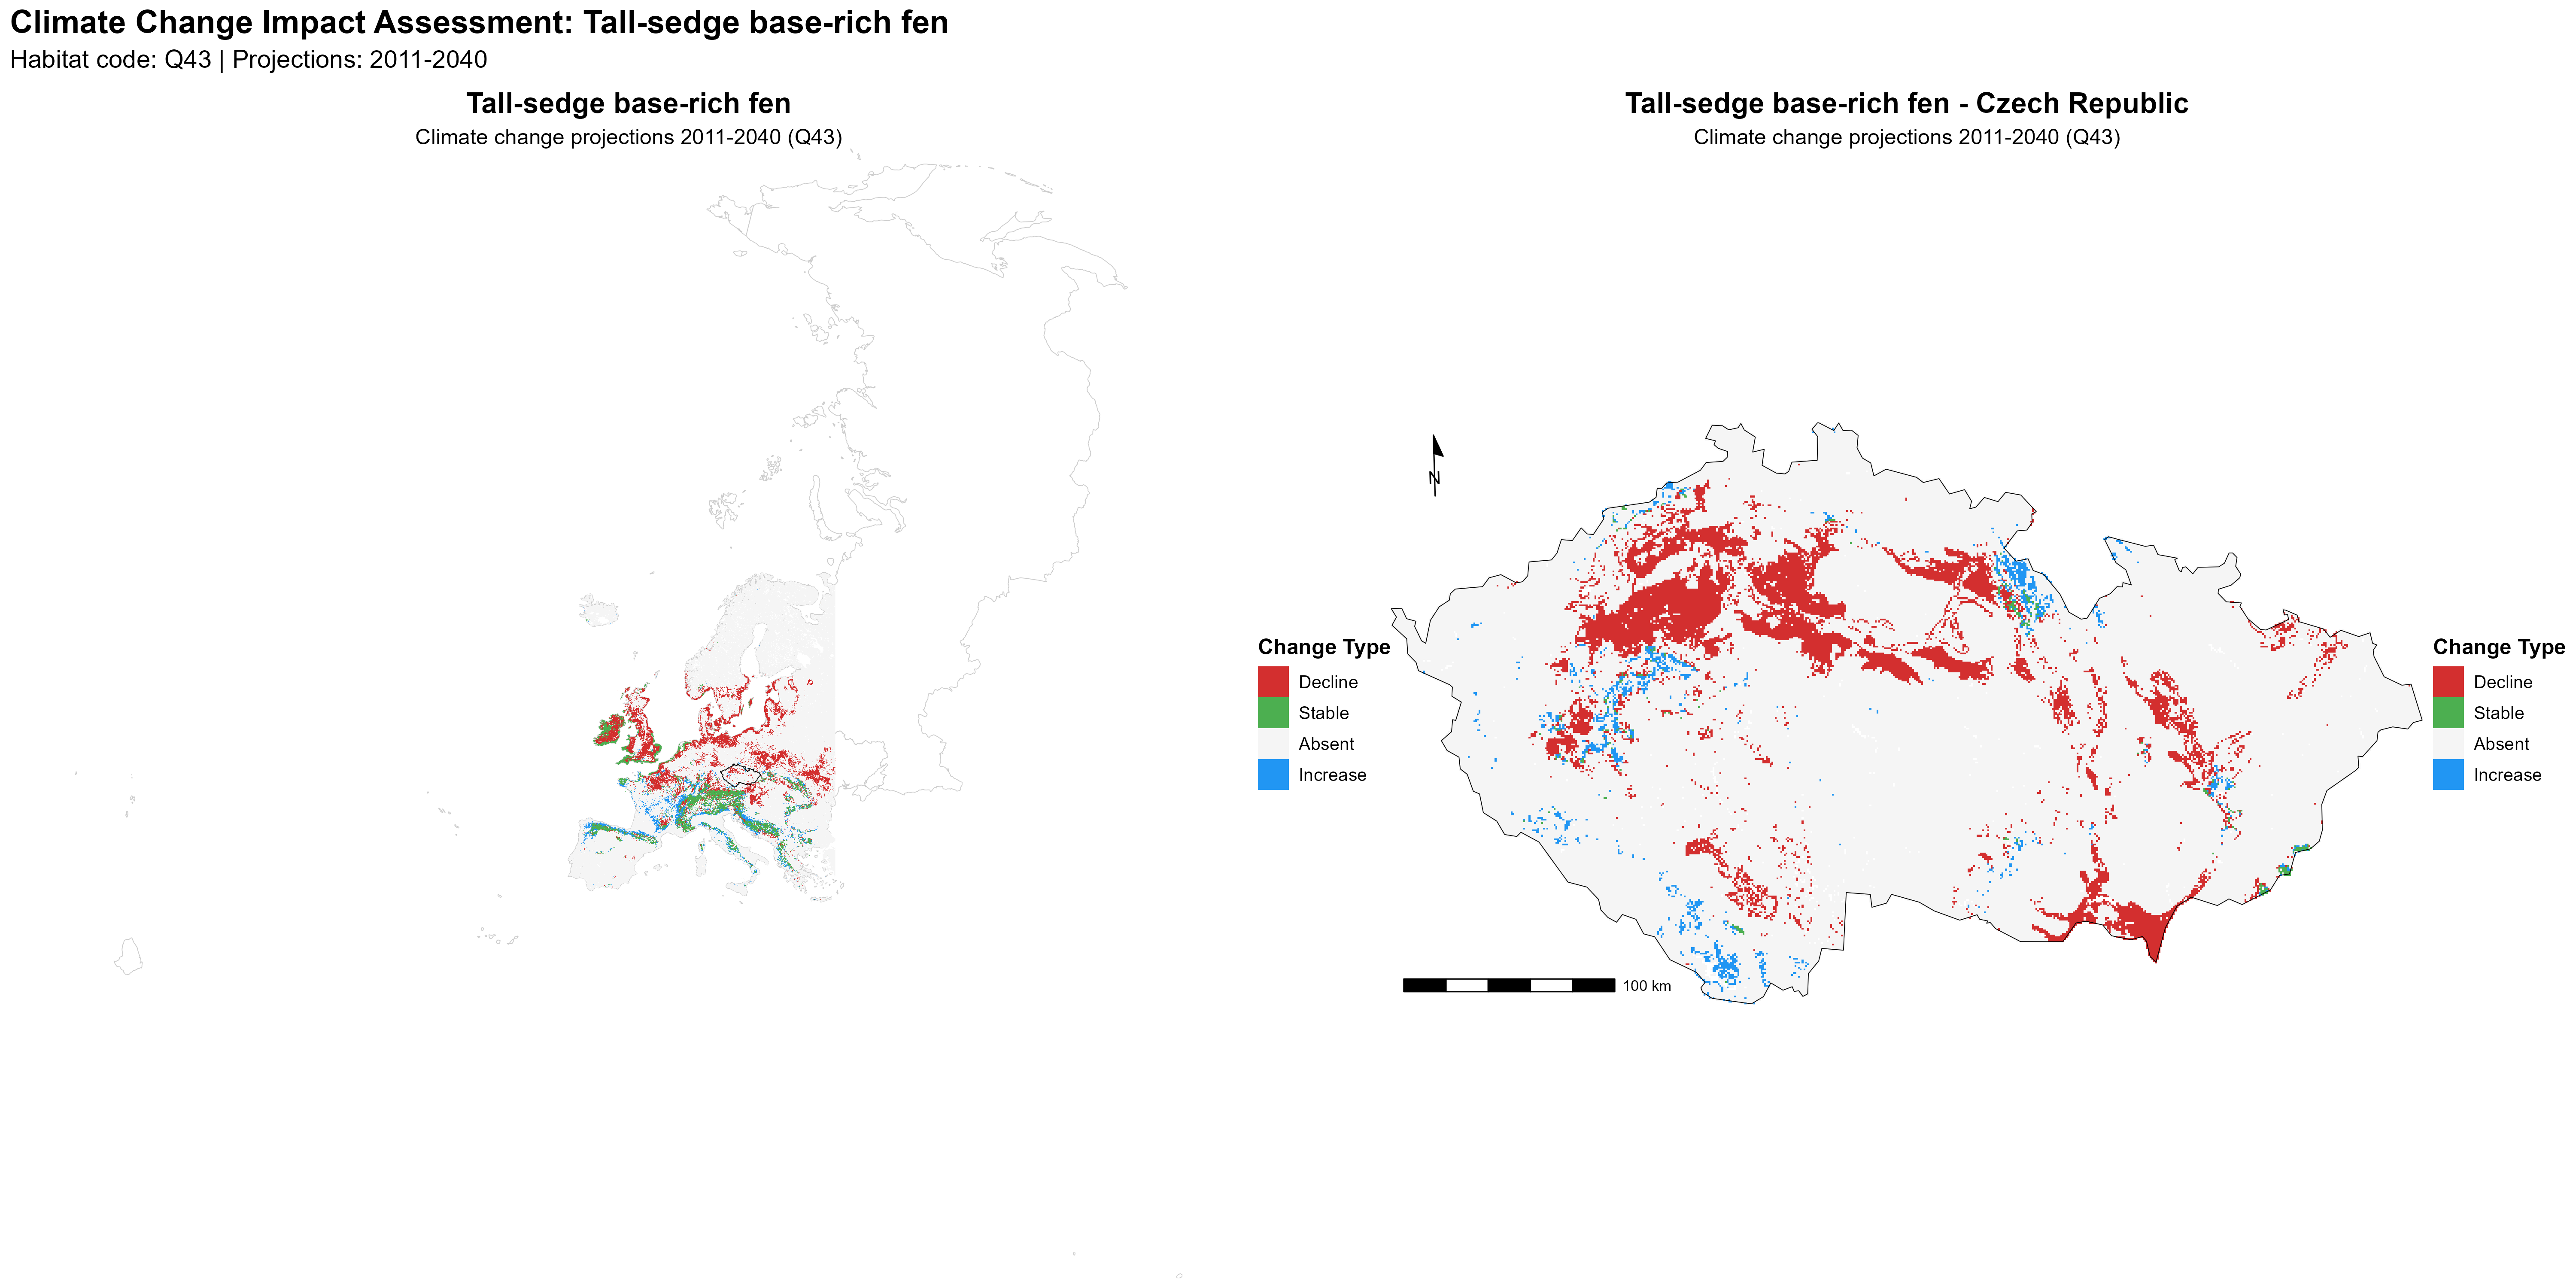 Climate Change Impact Assessment: Tall-sedge base-rich fen
Habitat code: Q43 | Projections: 2011-2040
Tall-sedge base-rich fen
Climate change projections 2011-2040 (Q43)
Change Type
Decline
Stable
Absent
Increase
Tall-sedge base-rich fen - Czech Republic
Climate change projections 2011-2040 (Q43)
N
100 km
Change Type
Decline
Stable
Absent
Increase